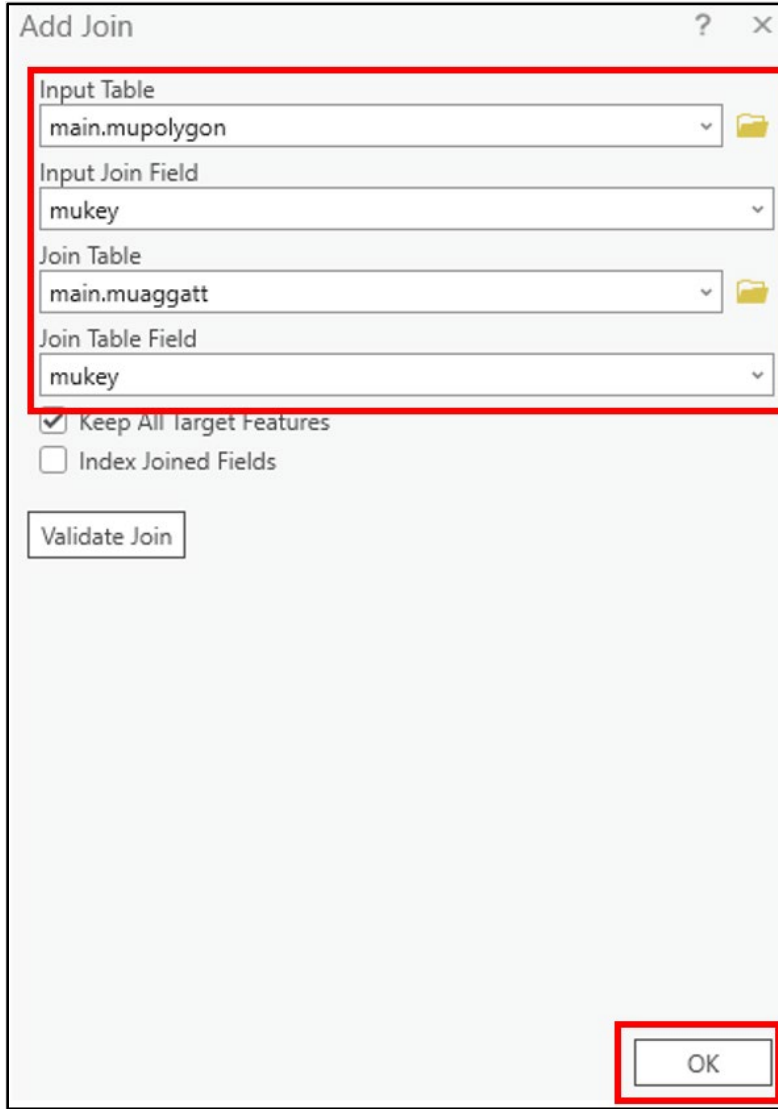 Add Join ? ×
Input Table
main.mupolygon
Input Join Field
mukey
Join Table
main.muaggatt
Join Table Field
mukey
Keep All Target Features
Index Joined Fields
Validate Join
OK